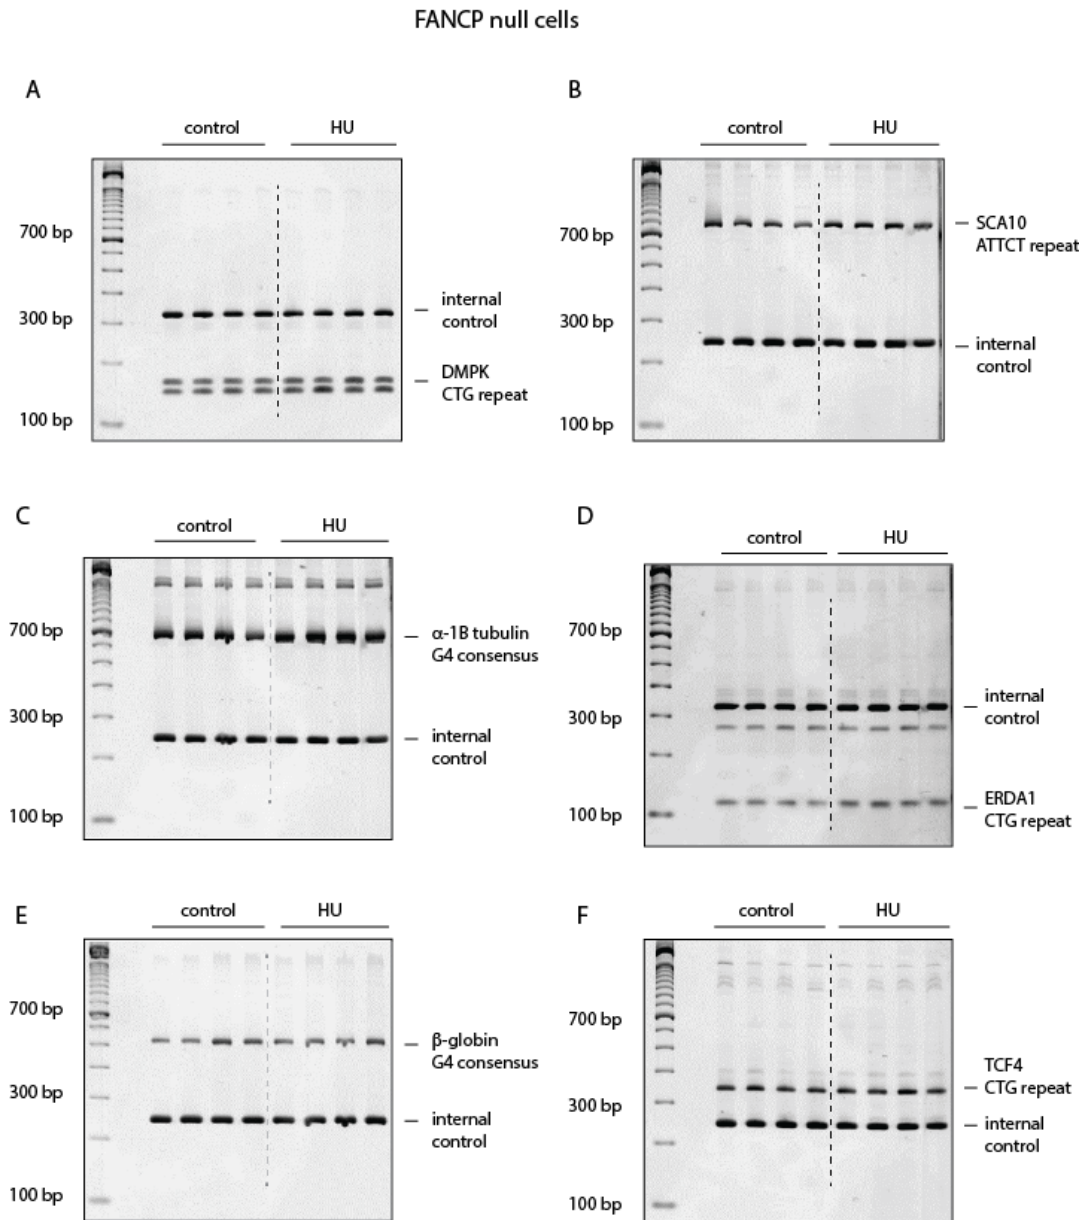 FANCP null cells
A
control HU
700 bp
300 bp
100 bp
internal
control
DMPK
CTG repeat
B
control HU
700 bp
300 bp
100 bp
SCA10
ATTCT repeat
internal
control
C
control HU
700 bp
300 bp
100 bp
α-1B tubulin
G4 consensus
internal
control
D
control HU
700 bp
300 bp
100 bp
internal
control
ERDA1
CTG repeat
E
control HU
700 bp
300 bp
100 bp
β-globin
G4 consensus
internal
control
F
control HU
700 bp
300 bp
100 bp
TCF4
CTG repeat
internal
control